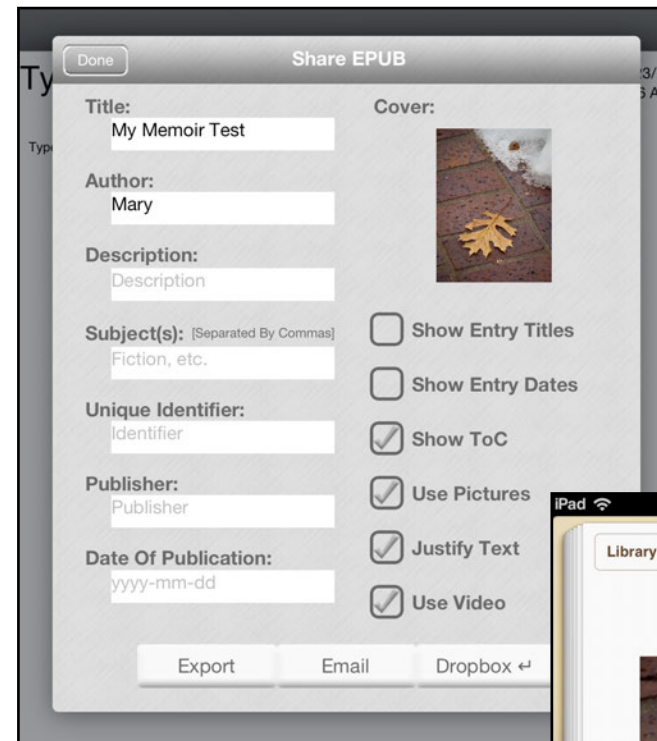 Done
Share EPUB
Ty
Type
Title:
My Memoir Test
Author:
Mary
Description:
Description
Subject(s): [Separated By Commas]
Fiction, etc.
Unique Identifier:
Identifier
Publisher:
Publisher
Date Of Publication:
yyyy-mm-dd
Cover:
Show Entry Titles
Show Entry Dates
Show ToC
Use Pictures
Justify Text
Use Video
Export
Email
Dropbox ↵
iPad
Library